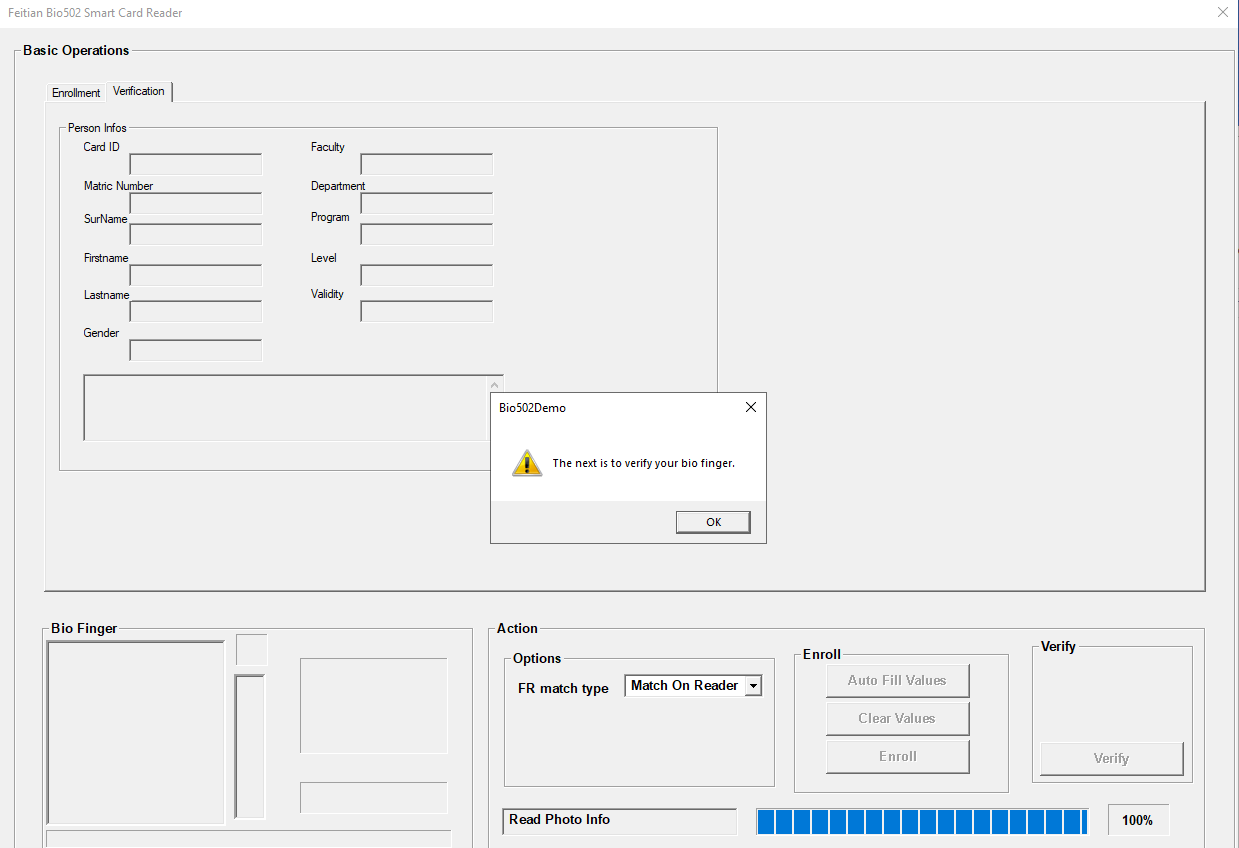 Feitian Bio502 Smart Card Reader
Basic Operations
Enrollment
Verification
Person Infos
Card ID
Faculty
Matric Number
Department
SurName
Program
Firstname
Level
Lastname
Validity
Gender
Bio502Demo
The next is to verify your bio finger.
OK
Bio Finger
Action
Options
FR match type
Match On Reader
Enroll
Auto Fill Values
Clear Values
Enroll
Verify
Verify
Read Photo Info
100%